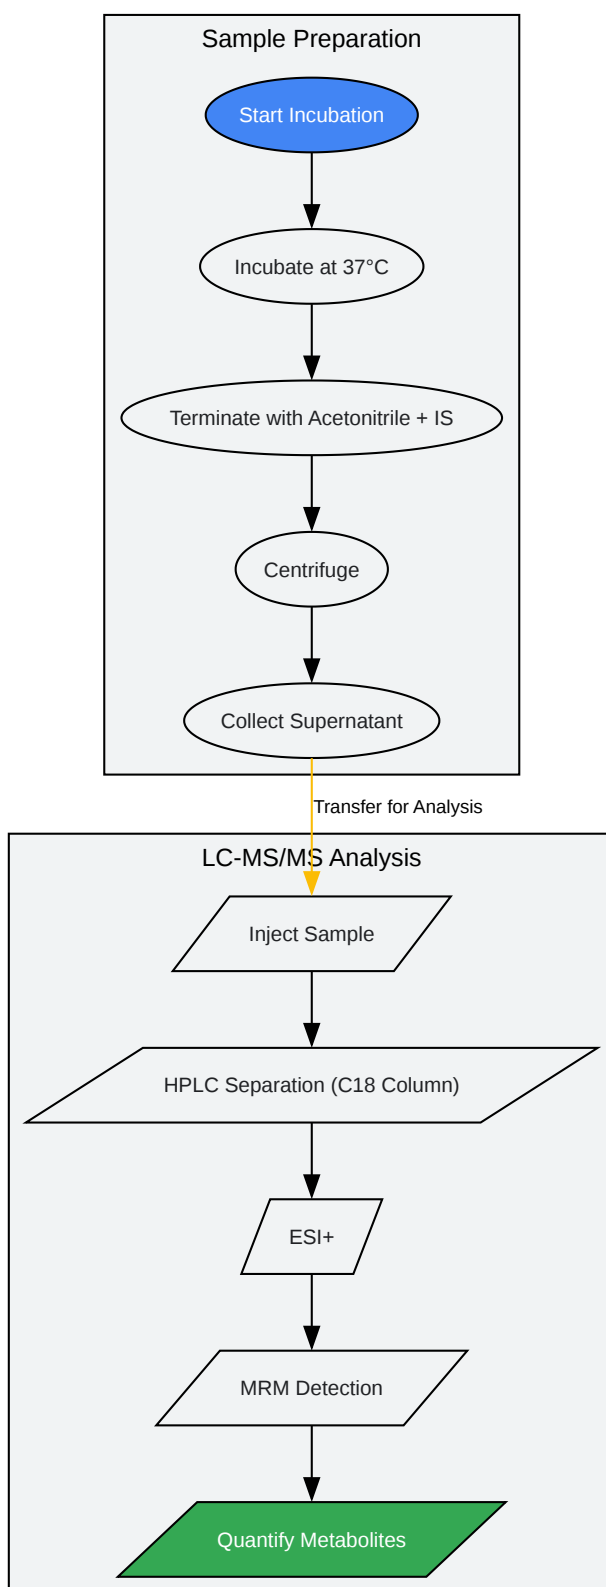 Sample Preparation
Start Incubation
Incubate at 37°C
Terminate with Acetonitrile + IS
Centrifuge
Collect Supernatant
Transfer for Analysis
LC-MS/MS Analysis
Inject Sample
HPLC Separation (C18 Column)
ESI+
MRM Detection
Quantify Metabolites